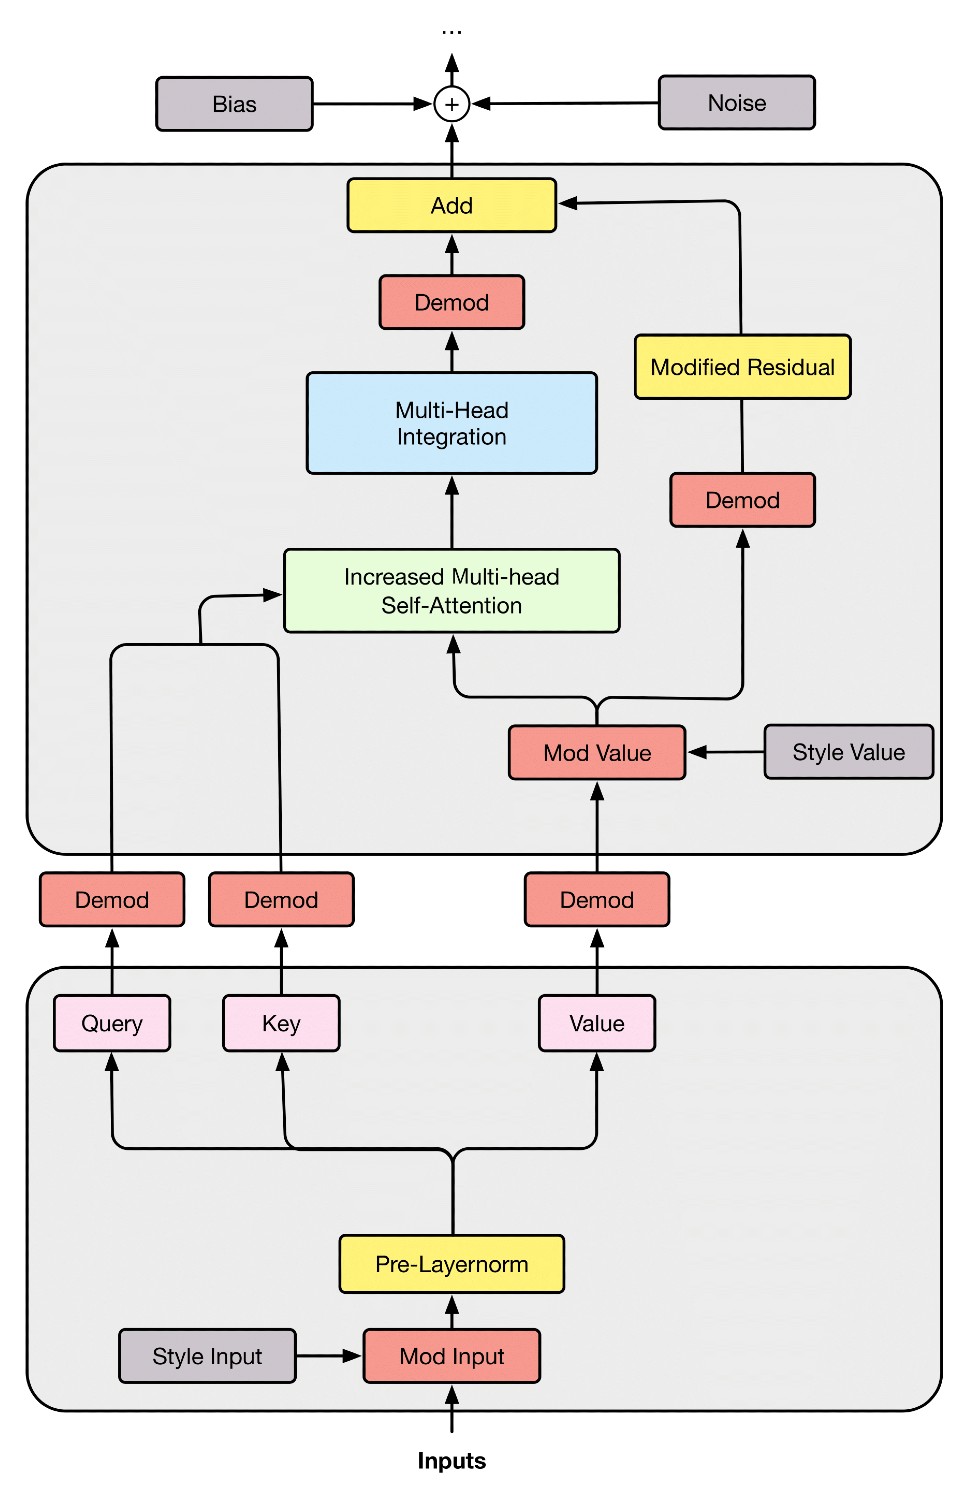 ...
Bias
+
Noise
Add
Demod
Modified Residual
Multi-Head
Integration
Demod
Increased Multi-head
Self-Attention
Mod Value
Style Value
Demod
Demod
Demod
Query
Key
Value
Pre-Layernorm
Style Input
Mod Input
Inputs